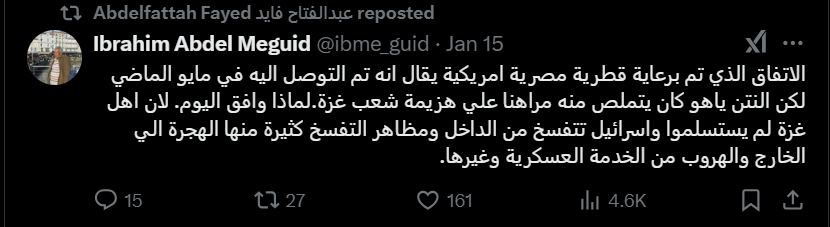 Abdelfattah Fayed عبدالفتاح فايد reposted
Ibrahim Abdel Meguid @ibme_guid · Jan 15
الاتفاق الذي تم برعاية قطرية مصرية امريكية يقال انه تم التوصل اليه في مايو الماضي
لكن النتن ياهو كان يتملص منه مراهنا علي هزيمة شعب غزة.لماذا وافق اليوم. لان اهل
غزة لم يستسلموا واسرائيل تتفسخ من الداخل ومظاهر التفسخ كثيرة منها الهجرة الي
الخارج والهروب من الخدمة العسكرية وغيرها.
15 27 161 4.6K